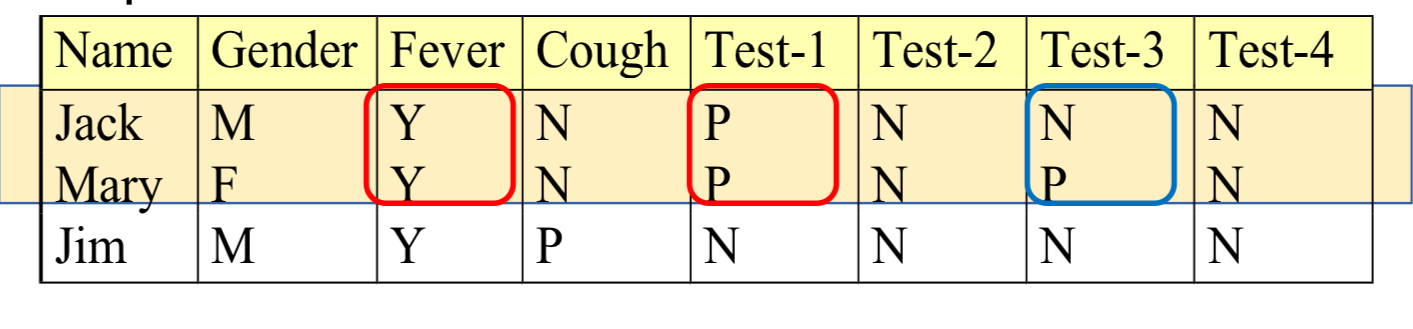 Name Gender Fever Cough Test-1 Test-2 Test-3 Test-4
Jack M Y N P N N N
Mary F Y N P N P N
Jim M Y P N N N N